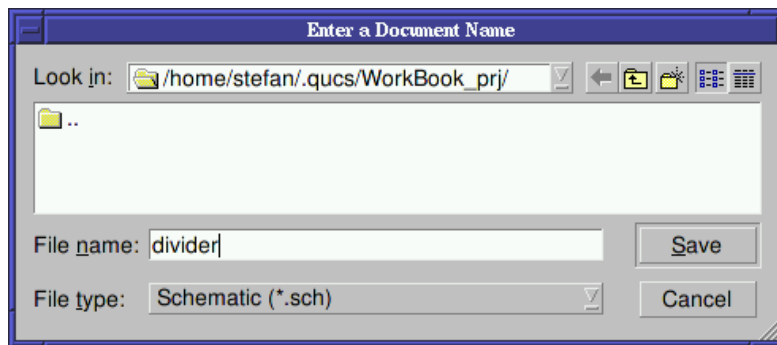 Enter a Document Name
Look in: /home/stefan/.qucs/WorkBook_prj/
..
File name: divider Save
File type: Schematic (*.sch) Cancel